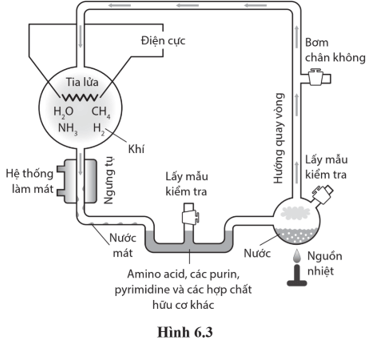 Điện cực
Bơm
chân không
Tia lửa
H₂O CH₄
NH₃ H₂
Khí
Hướng quay vòng
Hệ thống
làm mát
Ngưng tụ
Lấy mẫu
kiểm tra
Lấy mẫu
kiểm tra
Nước
mát
Nước
Nguồn
nhiệt
Amino acid, các purin,
pyrimidine và các hợp chất
hữu cơ khác
Hình 6.3